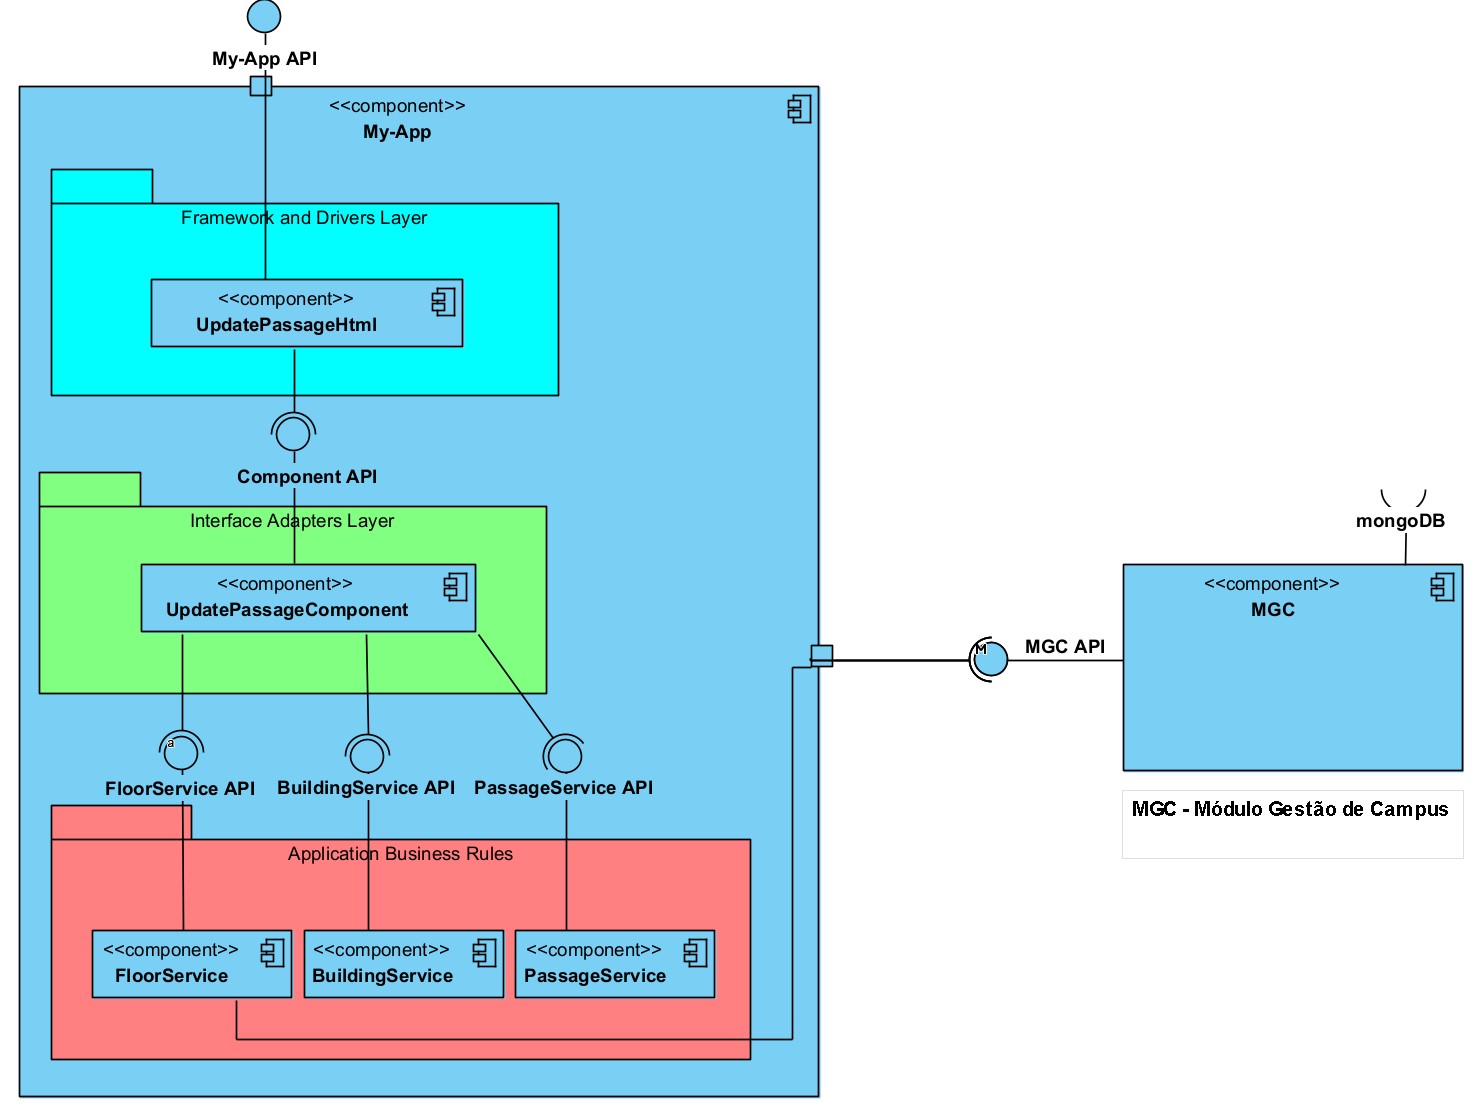 My-App API
<<component>>
My-App
Framework and Drivers Layer
<<component>>
UpdatePassageHtml
Component API
Interface Adapters Layer
<<component>>
UpdatePassageComponent
mongoDB
<<component>>
MGC
M
MGC API
MGC - Módulo Gestão de Campus
a
FloorService API
BuildingService API
PassageService API
Application Business Rules
<<component>>
FloorService
<<component>>
BuildingService
<<component>>
PassageService